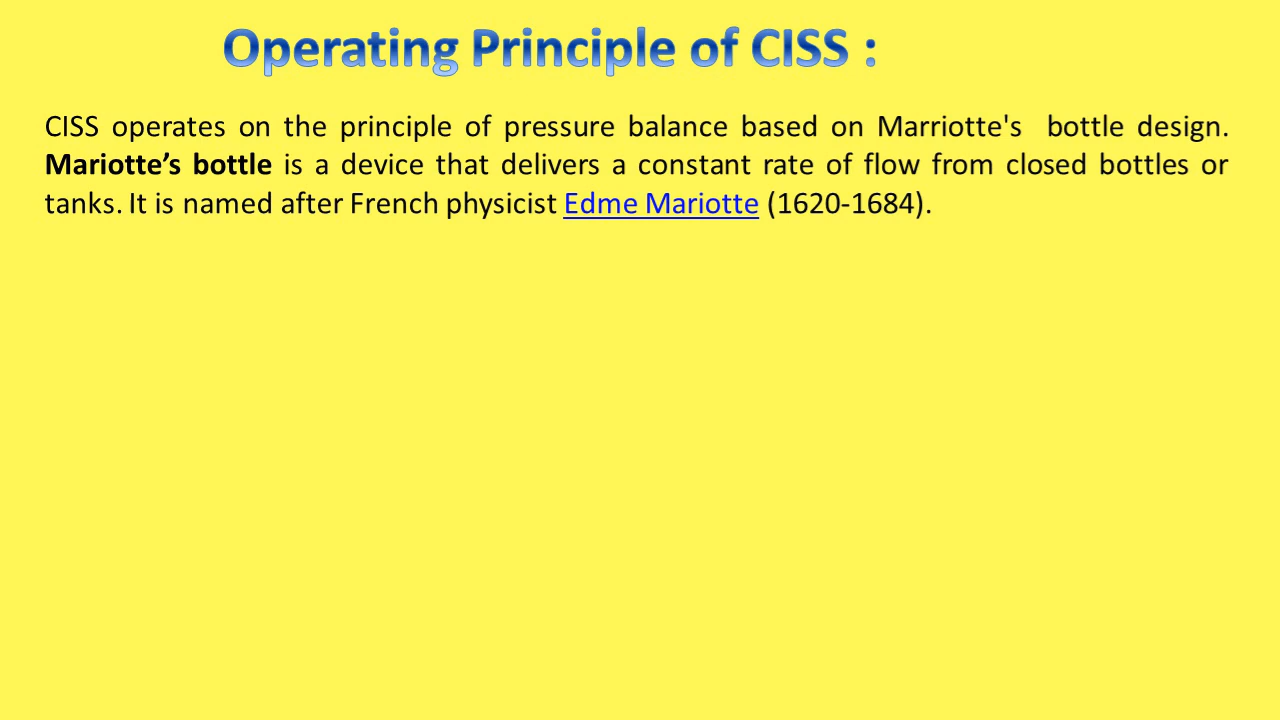 Operating Principle of CISS :
CISS operates on the principle of pressure balance based on Marriotte's  bottle design.
Mariotte’s bottle is a device that delivers a constant rate of flow from closed bottles or
tanks. It is named after French physicist Edme Mariotte (1620-1684).